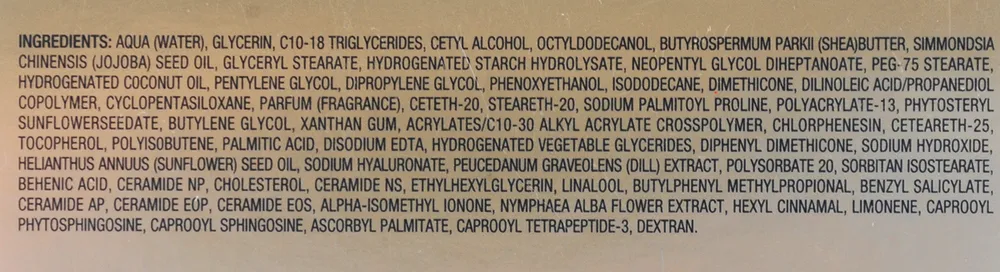 INGREDIENTS: AQUA (WATER), GLYCERIN, C10-18 TRIGLYCERIDES, CETYL ALCOHOL, OCTYLDODECANOL, BUTYROSPERMUM PARKII (SHEA)BUTTER, SIMMONDSIA
CHINENSIS (JOJOBA) SEED OIL, GLYCERYL STEARATE, HYDROGENATED STARCH HYDROLYSATE, NEOPENTYL GLYCOL DIHEPTANOATE, PEG-75 STEARATE,
HYDROGENATED COCONUT OIL, PENTYLENE GLYCOL, DIPROPYLENE GLYCOL, PHENOXYETHANOL, ISODODECANE, DIMETHICONE, DILINOLEIC ACID/PROPANEDIOL
COPOLYMER, CYCLOPENTASILOXANE, PARFUM (FRAGRANCE), CETETH-20, STEARETH-20, SODIUM PALMITOYL PROLINE, POLYACRYLATE-13, PHYTOSTERYL
SUNFLOWERSEEDATE, BUTYLENE GLYCOL, XANTHAN GUM, ACRYLATES/C10-30 ALKYL ACRYLATE CROSSPOLYMER, CHLORPHENESIN, CETEARETH-25,
TOCOPHEROL, POLYISOBUTENE, PALMITIC ACID, DISODIUM EDTA, HYDROGENATED VEGETABLE GLYCERIDES, DIPHENYL DIMETHICONE, SODIUM HYDROXIDE,
HELIANTHUS ANNUUS (SUNFLOWER) SEED OIL, SODIUM HYALURONATE, PEUCEDANUM GRAVEOLENS (DILL) EXTRACT, POLYSORBATE 20, SORBITAN ISOSTEARATE,
BEHENIC ACID, CERAMIDE NP, CHOLESTEROL, CERAMIDE NS, ETHYLHEXYLGLYCERIN, LINALOOL, BUTYLPHENYL METHYLPROPIONAL, BENZYL SALICYLATE,
CERAMIDE AP, CERAMIDE EOP, CERAMIDE EOS, ALPHA-ISOMETHYL IONONE, NYMPHAEA ALBA FLOWER EXTRACT, HEXYL CINNAMAL, LIMONENE, CAPROOYL
PHYTOSPHINGOSINE, CAPROOYL SPHINGOSINE, ASCORBYL PALMITATE, CAPROOYL TETRAPEPTIDE-3, DEXTRAN.